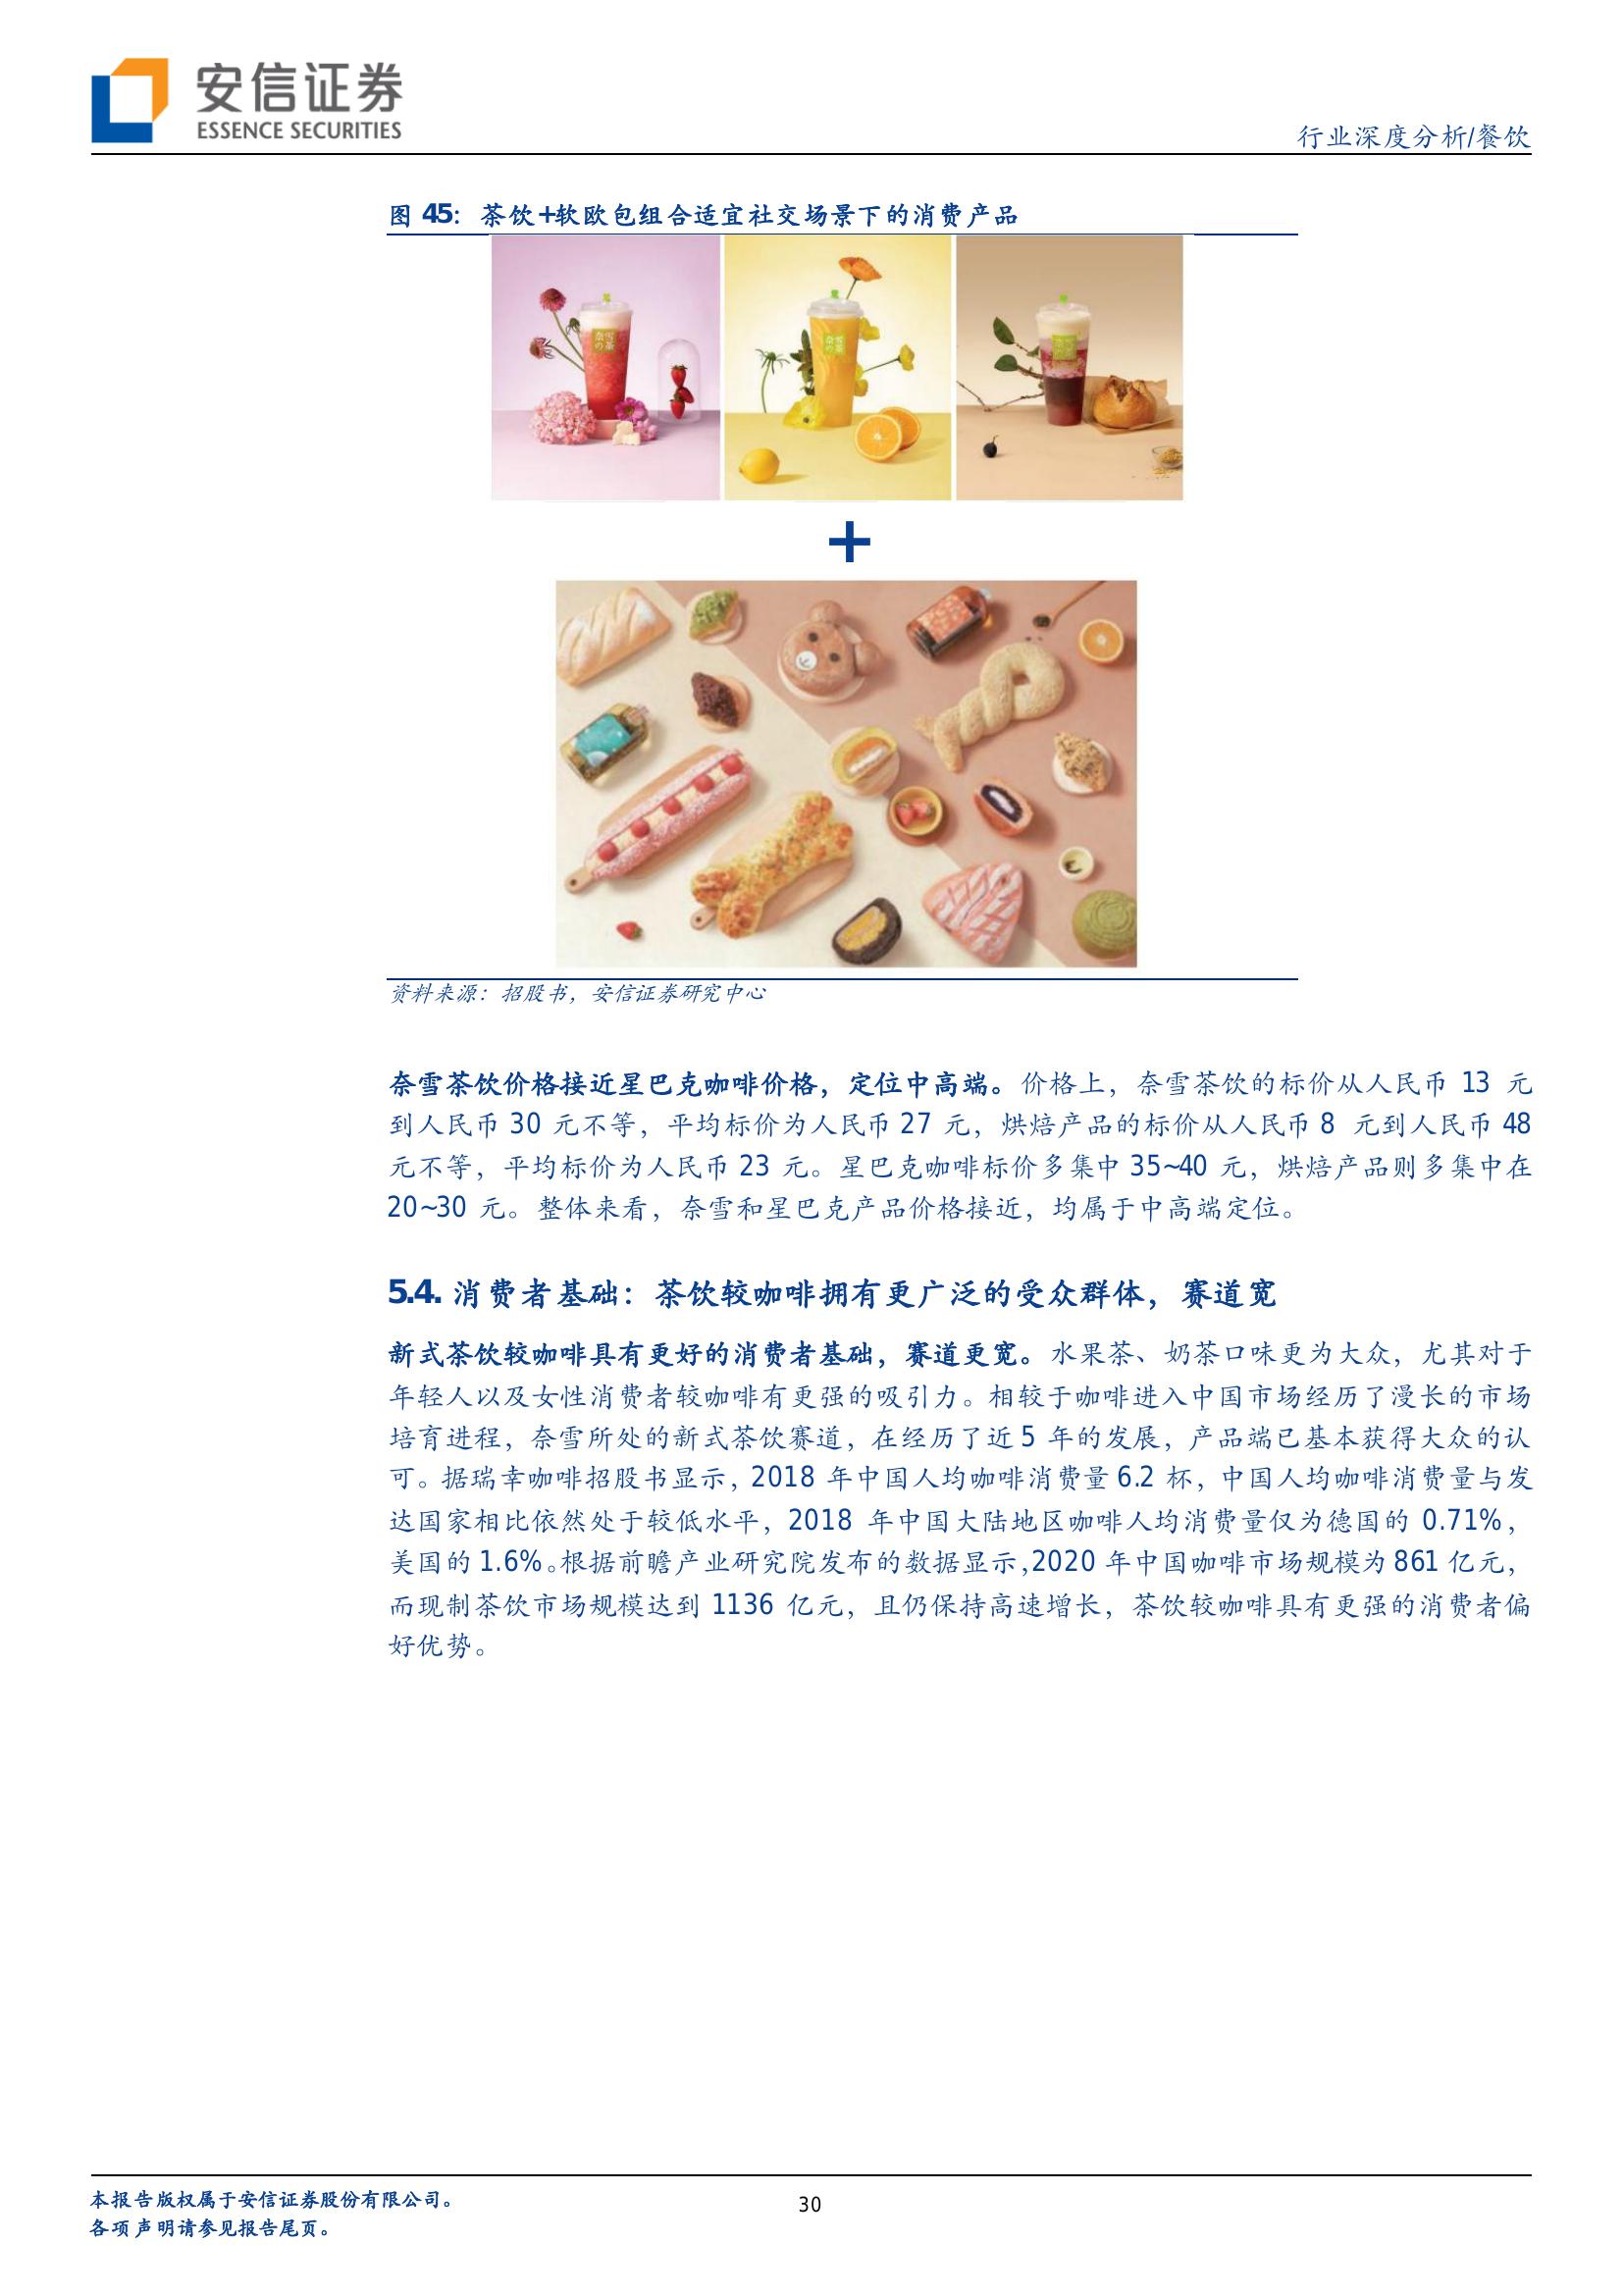 安信证券
ESSENCE SECURITIES
行业深度分析/餐饮
图 45：茶饮+软欧包组合适宜社交场景下的消费产品
奈雪の茶
奈雪の茶
+
资料来源：招股书，安信证券研究中心
奈雪茶饮价格接近星巴克咖啡价格，定位中高端。价格上，奈雪茶饮的标价从人民币 13 元
到人民币 30 元不等，平均标价为人民币 27 元，烘焙产品的标价从人民币 8 元到人民币 48
元不等，平均标价为人民币 23 元。星巴克咖啡标价多集中 35~40 元，烘焙产品则多集中在
20~30 元。整体来看，奈雪和星巴克产品价格接近，均属于中高端定位。
5.4. 消费者基础：茶饮较咖啡拥有更广泛的受众群体，赛道宽
新式茶饮较咖啡具有更好的消费者基础，赛道更宽。水果茶、奶茶口味更为大众，尤其对于
年轻人以及女性消费者较咖啡有更强的吸引力。相较于咖啡进入中国市场经历了漫长的市场
培育进程，奈雪所处的新式茶饮赛道，在经历了近 5 年的发展，产品端已基本获得大众的认
可。据瑞幸咖啡招股书显示，2018 年中国人均咖啡消费量 6.2 杯，中国人均咖啡消费量与发
达国家相比依然处于较低水平，2018 年中国大陆地区咖啡人均消费量仅为德国的 0.71%，
美国的 1.6%。根据前瞻产业研究院发布的数据显示，2020 年中国咖啡市场规模为 861 亿元，
而现制茶饮市场规模达到 1136 亿元，且仍保持高速增长，茶饮较咖啡具有更强的消费者偏
好优势。
本报告版权属于安信证券股份有限公司。
各项声明请参见报告尾页。
30